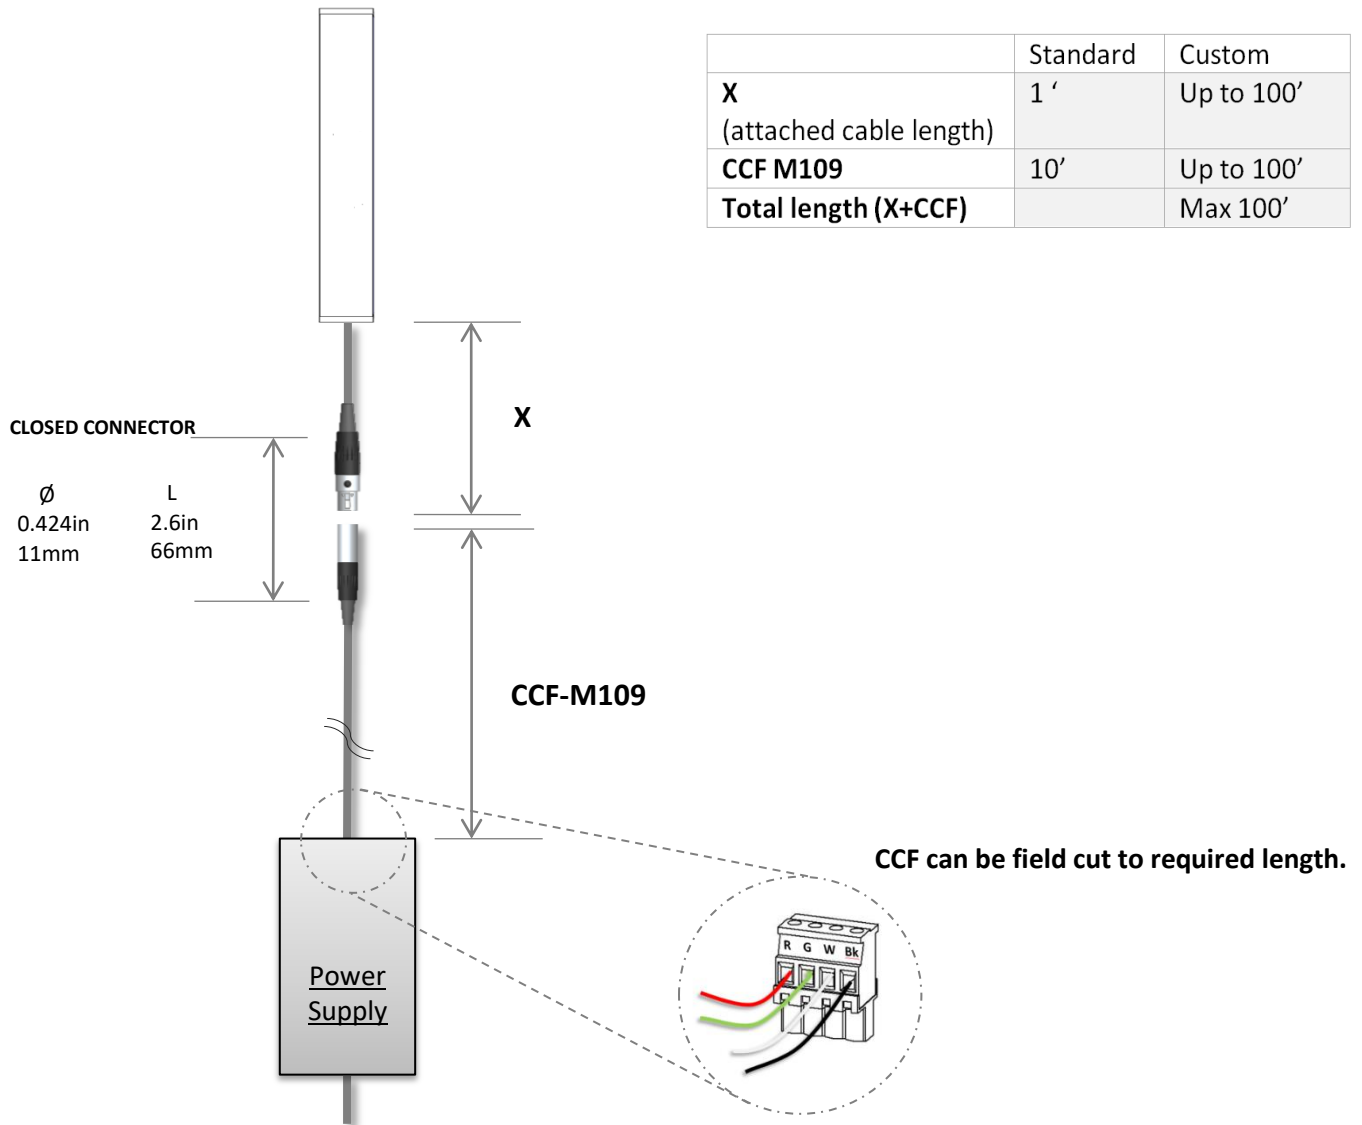 Standard Custom
X 1 ‘ Up to 100’
(attached cable length)
CCF M109 10’ Up to 100’
Total length (X+CCF) Max 100’
X
CLOSED CONNECTOR
Ø L
0.424in 2.6in
11mm 66mm
CCF-M109
CCF can be field cut to required length.
R G W Bk
Power
Supply